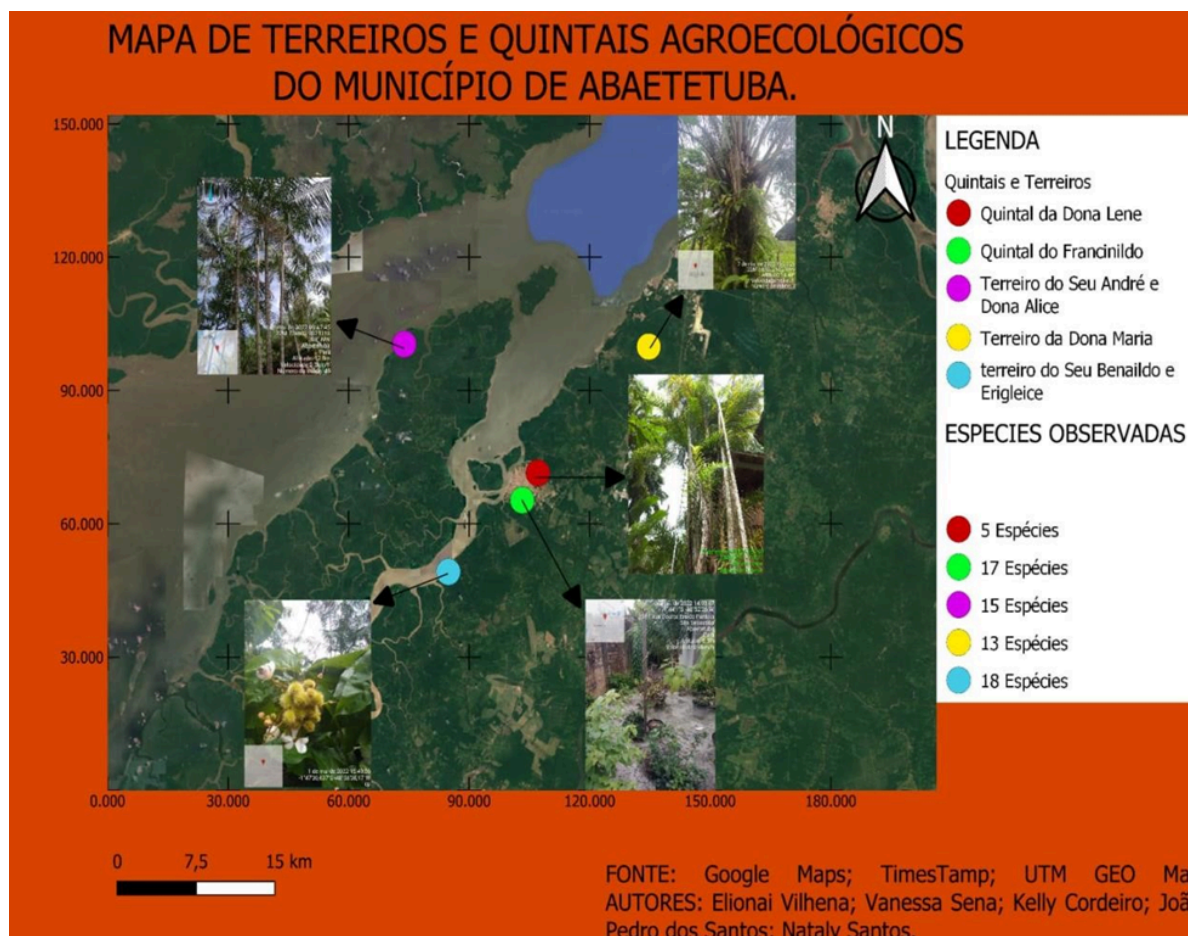 MAPA DE TERREIROS E QUINTAIS AGROECOLÓGICOS
DO MUNICÍPIO DE ABAETETUBA.
150.000
120.000
90.000
60.000
30.000
0.000
30.000
60.000
90.000
120.000
150.000
180.000
N
LEGENDA
Quintais e Terreiros
Quintal da Dona Lene
Quintal do Francinildo
Terreiro do Seu André e
Dona Alice
Terreiro da Dona Maria
terreiro do Seu Benaildo e
Erigleice
ESPECIES OBSERVADAS
5 Espécies
17 Espécies
15 Espécies
13 Espécies
18 Espécies
0 7,5 15 km
FONTE: Google Maps; TimesTamp; UTM GEO Ma
AUTORES: Elionai Vilhena; Vanessa Sena; Kelly Cordeiro; Joã
Pedro dos Santos; Nataly Santos.